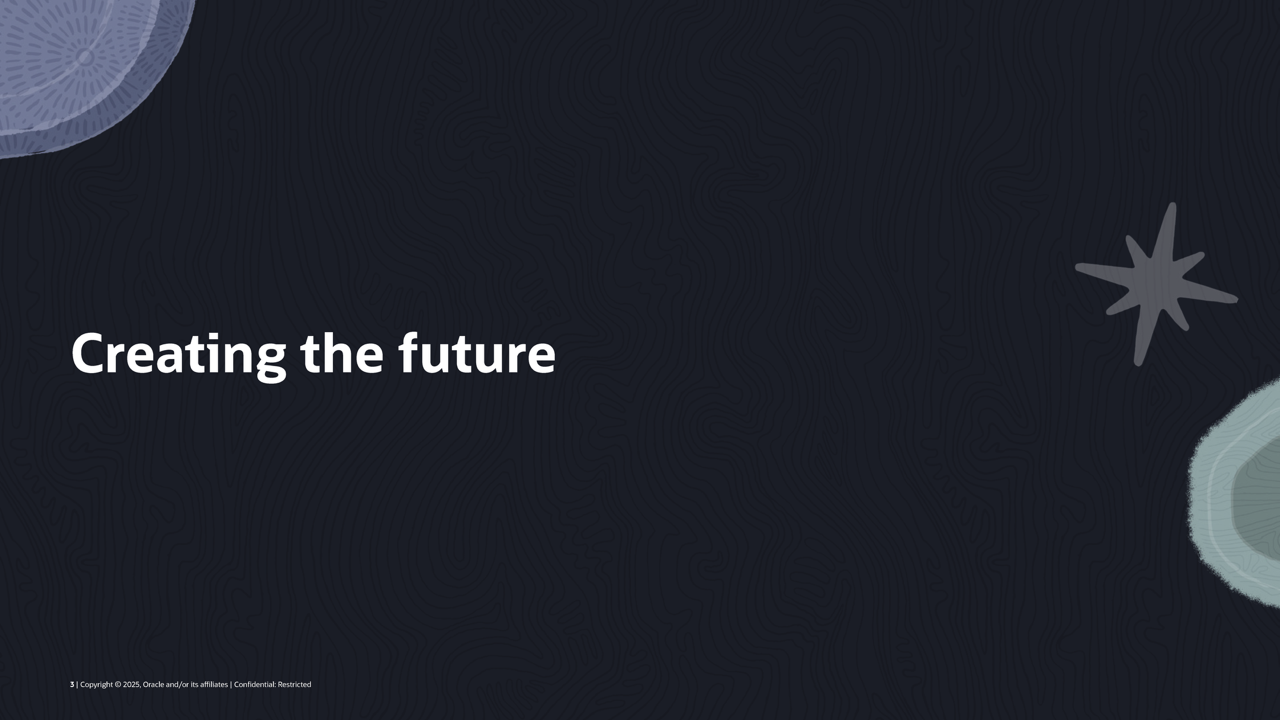 Creating the future
3 | Copyright © 2025, Oracle and/or its affiliates | Confidential: Restricted